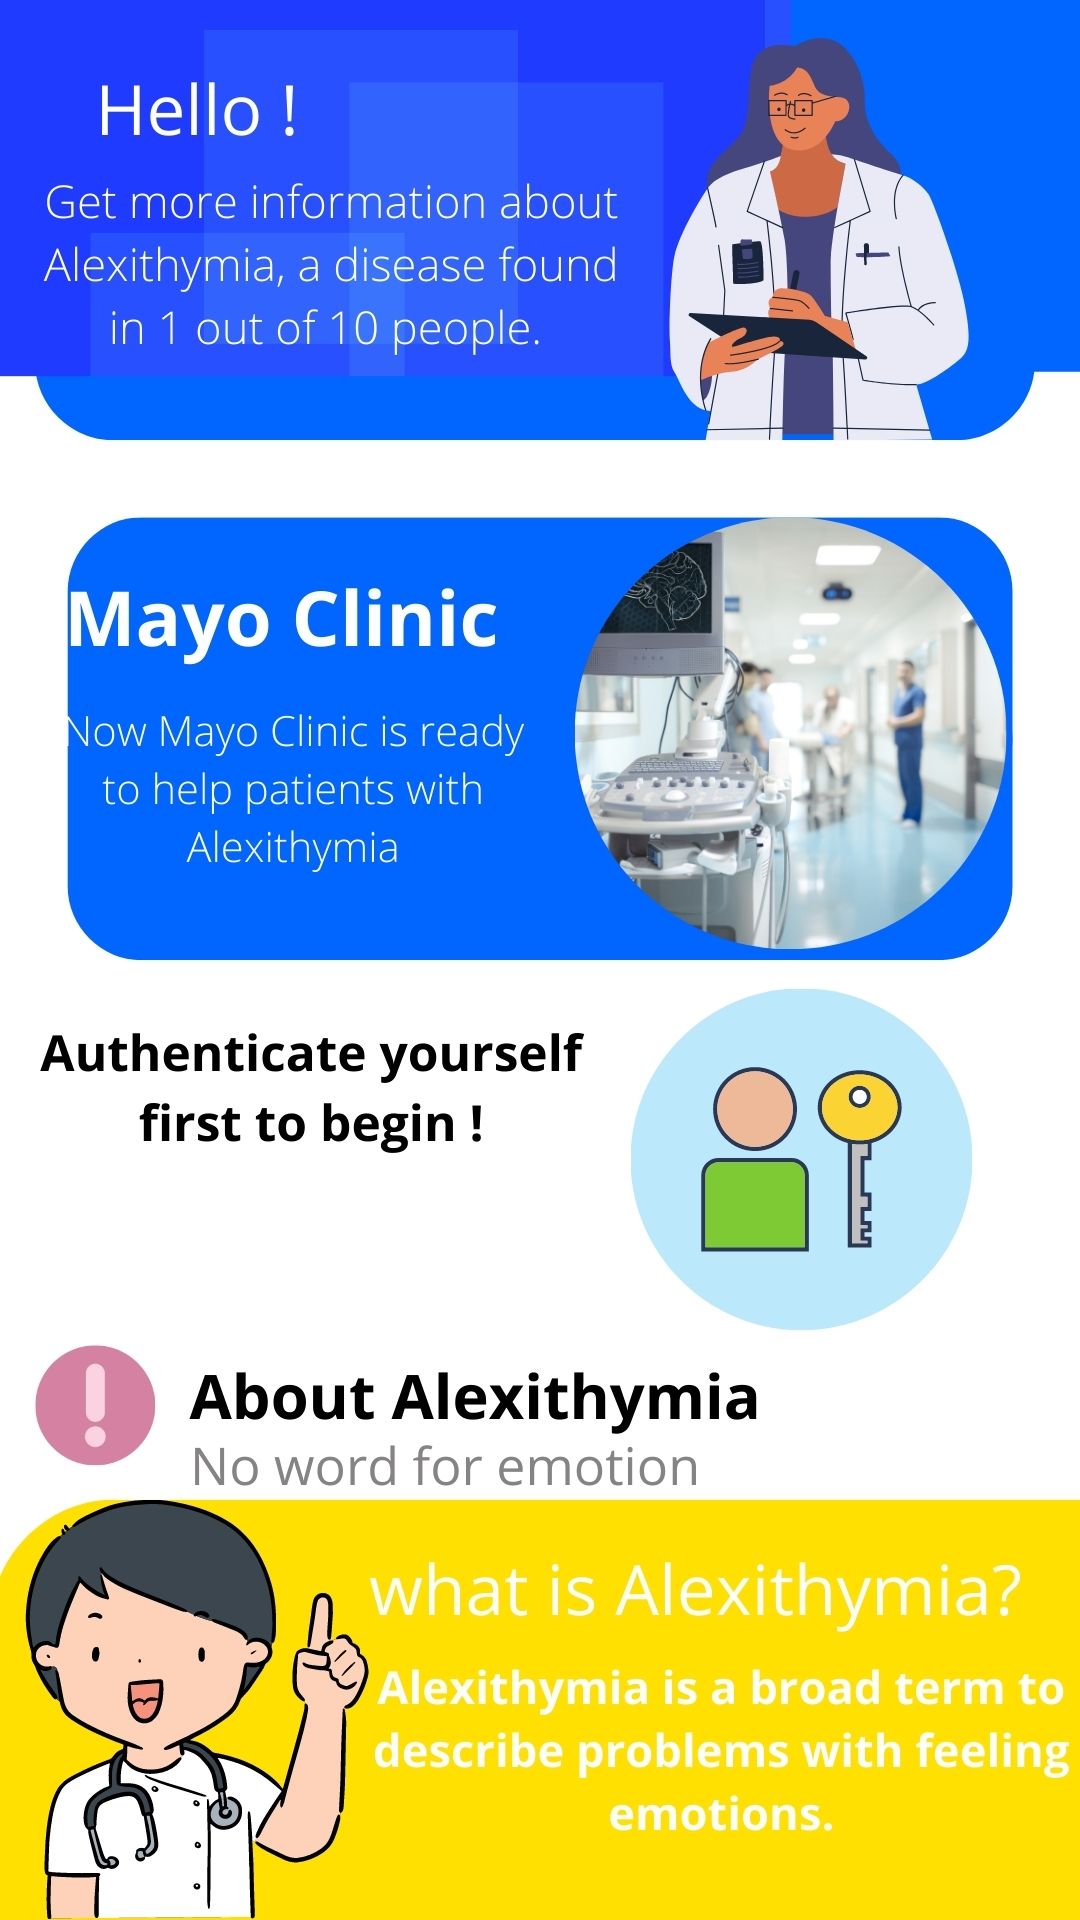 Hello !
Get more information about
Alexithymia, a disease found
in 1 out of 10 people.
Mayo Clinic
Now Mayo Clinic is ready
to help patients with
Alexithymia
Authenticate yourself
first to begin !
About Alexithymia
No word for emotion
what is Alexithymia?
Alexithymia is a broad term to
describe problems with feeling
emotions.